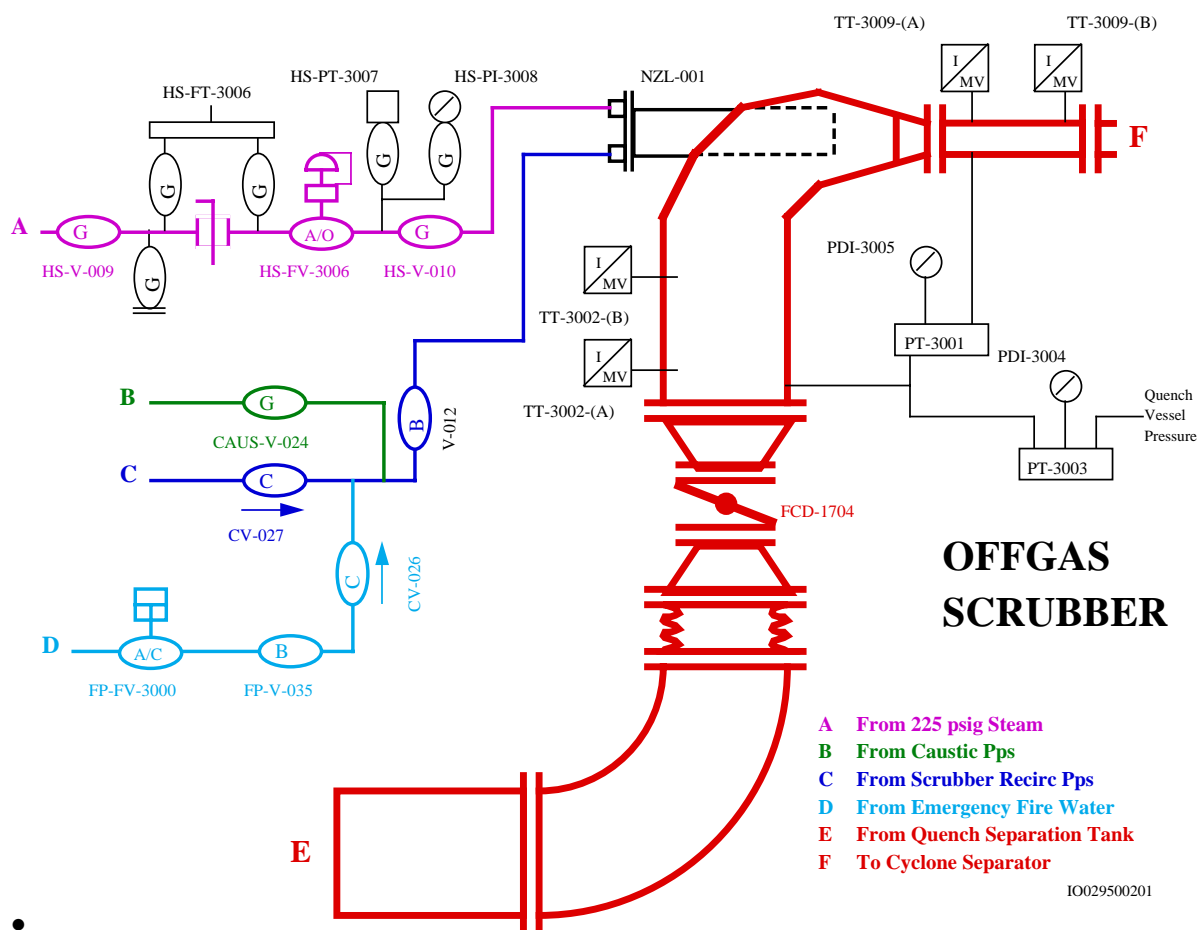 TT-3009-(A)
TT-3009-(B)
I
MV
I
MV
HS-PT-3007
HS-PI-3008
NZL-001
HS-FT-3006
F
G
G
G
G
A
G
A/O
G
HS-V-009
HS-FV-3006
HS-V-010
G
PDI-3005
I
MV
TT-3002-(B)
PT-3001
PDI-3004
I
MV
TT-3002-(A)
Quench
Vessel
Pressure
B
G
CAUS-V-024
B
V-012
PT-3003
C
C
CV-027
FCD-1704
OFFGAS
SCRUBBER
C
CV-026
D
A/C
B
FP-FV-3000
FP-V-035
A From 225 psig Steam
B From Caustic Pps
C From Scrubber Recirc Pps
D From Emergency Fire Water
E From Quench Separation Tank
F To Cyclone Separator
E
IO029500201